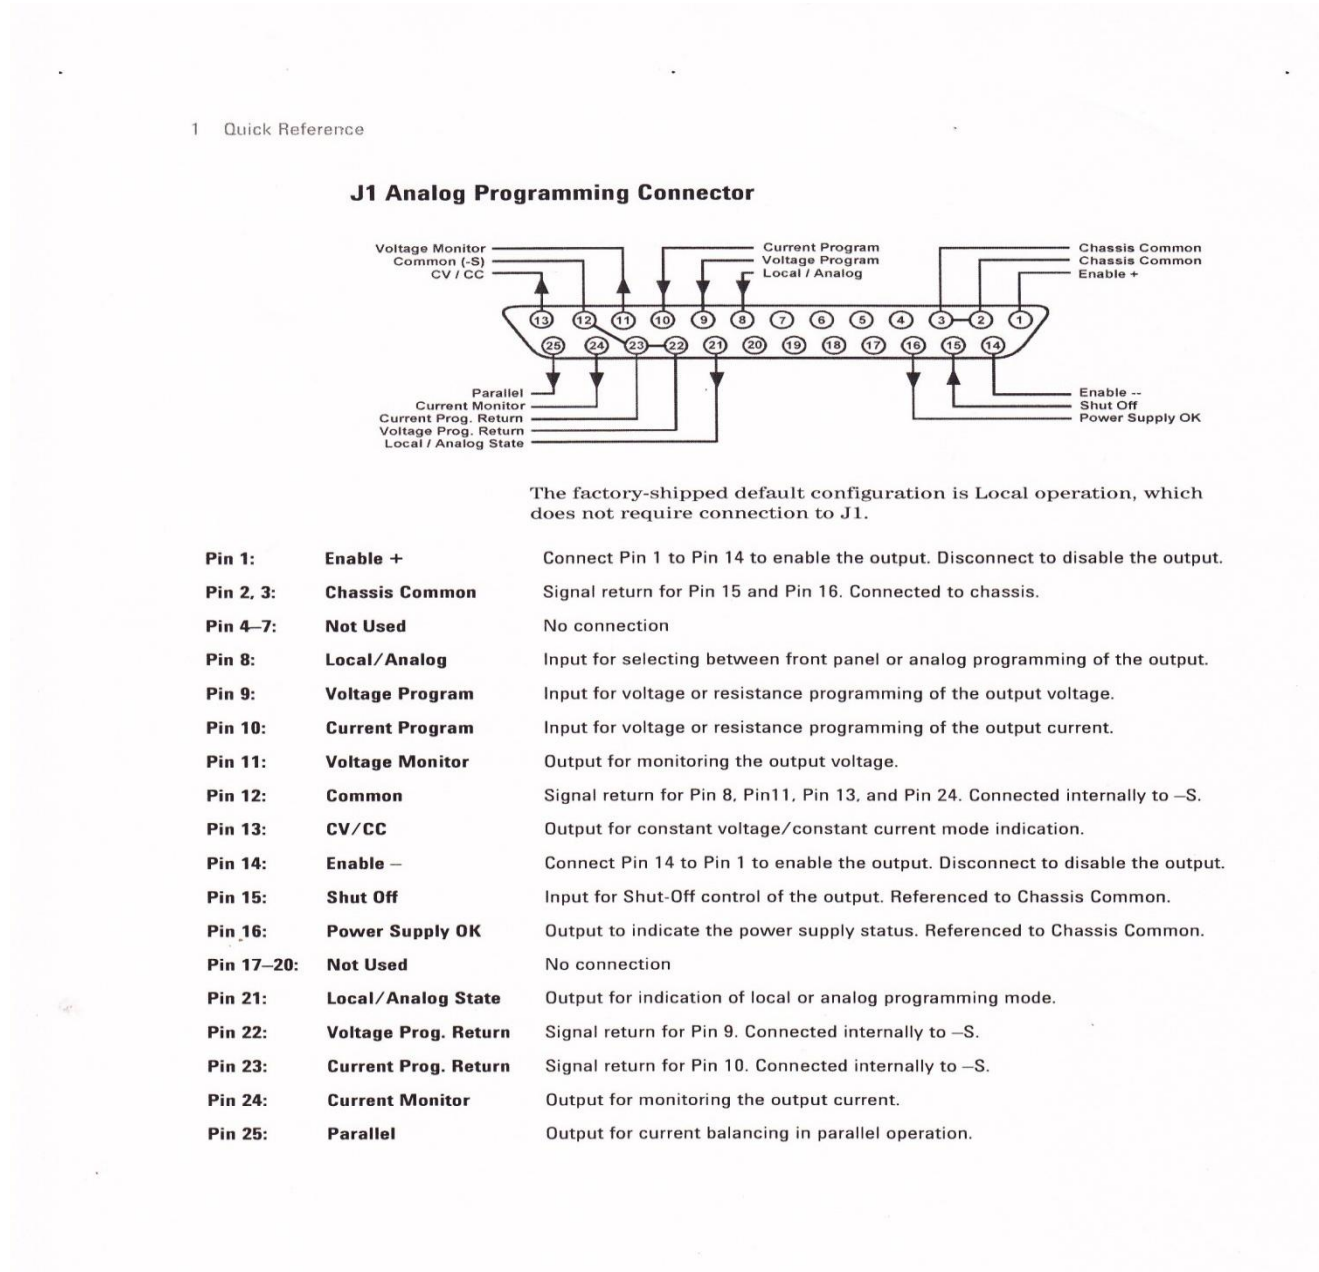 1 Quick Reference
J1 Analog Programming Connector
Voltage Monitor
Common (-S)
CV / CC
Current Program
Voltage Program
Local / Analog
Chassis Common
Chassis Common
Enable +
13 12 11 10 9 8 7 6 5 4 3 2 1
25 24 23 22 21 20 19 18 17 16 15 14
Parallel
Current Monitor
Current Prog. Return
Voltage Prog. Return
Local / Analog State
Enable --
Shut Off
Power Supply OK
The factory-shipped default configuration is Local operation, which
does not require connection to J1.
Pin 1: Enable + Connect Pin 1 to Pin 14 to enable the output. Disconnect to disable the output.
Pin 2, 3: Chassis Common Signal return for Pin 15 and Pin 16. Connected to chassis.
Pin 4–7: Not Used No connection
Pin 8: Local/Analog Input for selecting between front panel or analog programming of the output.
Pin 9: Voltage Program Input for voltage or resistance programming of the output voltage.
Pin 10: Current Program Input for voltage or resistance programming of the output current.
Pin 11: Voltage Monitor Output for monitoring the output voltage.
Pin 12: Common Signal return for Pin 8, Pin11, Pin 13, and Pin 24. Connected internally to –S.
Pin 13: CV/CC Output for constant voltage/constant current mode indication.
Pin 14: Enable – Connect Pin 14 to Pin 1 to enable the output. Disconnect to disable the output.
Pin 15: Shut Off Input for Shut-Off control of the output. Referenced to Chassis Common.
Pin 16: Power Supply OK Output to indicate the power supply status. Referenced to Chassis Common.
Pin 17–20: Not Used No connection
Pin 21: Local/Analog State Output for indication of local or analog programming mode.
Pin 22: Voltage Prog. Return Signal return for Pin 9. Connected internally to –S.
Pin 23: Current Prog. Return Signal return for Pin 10. Connected internally to –S.
Pin 24: Current Monitor Output for monitoring the output current.
Pin 25: Parallel Output for current balancing in parallel operation.